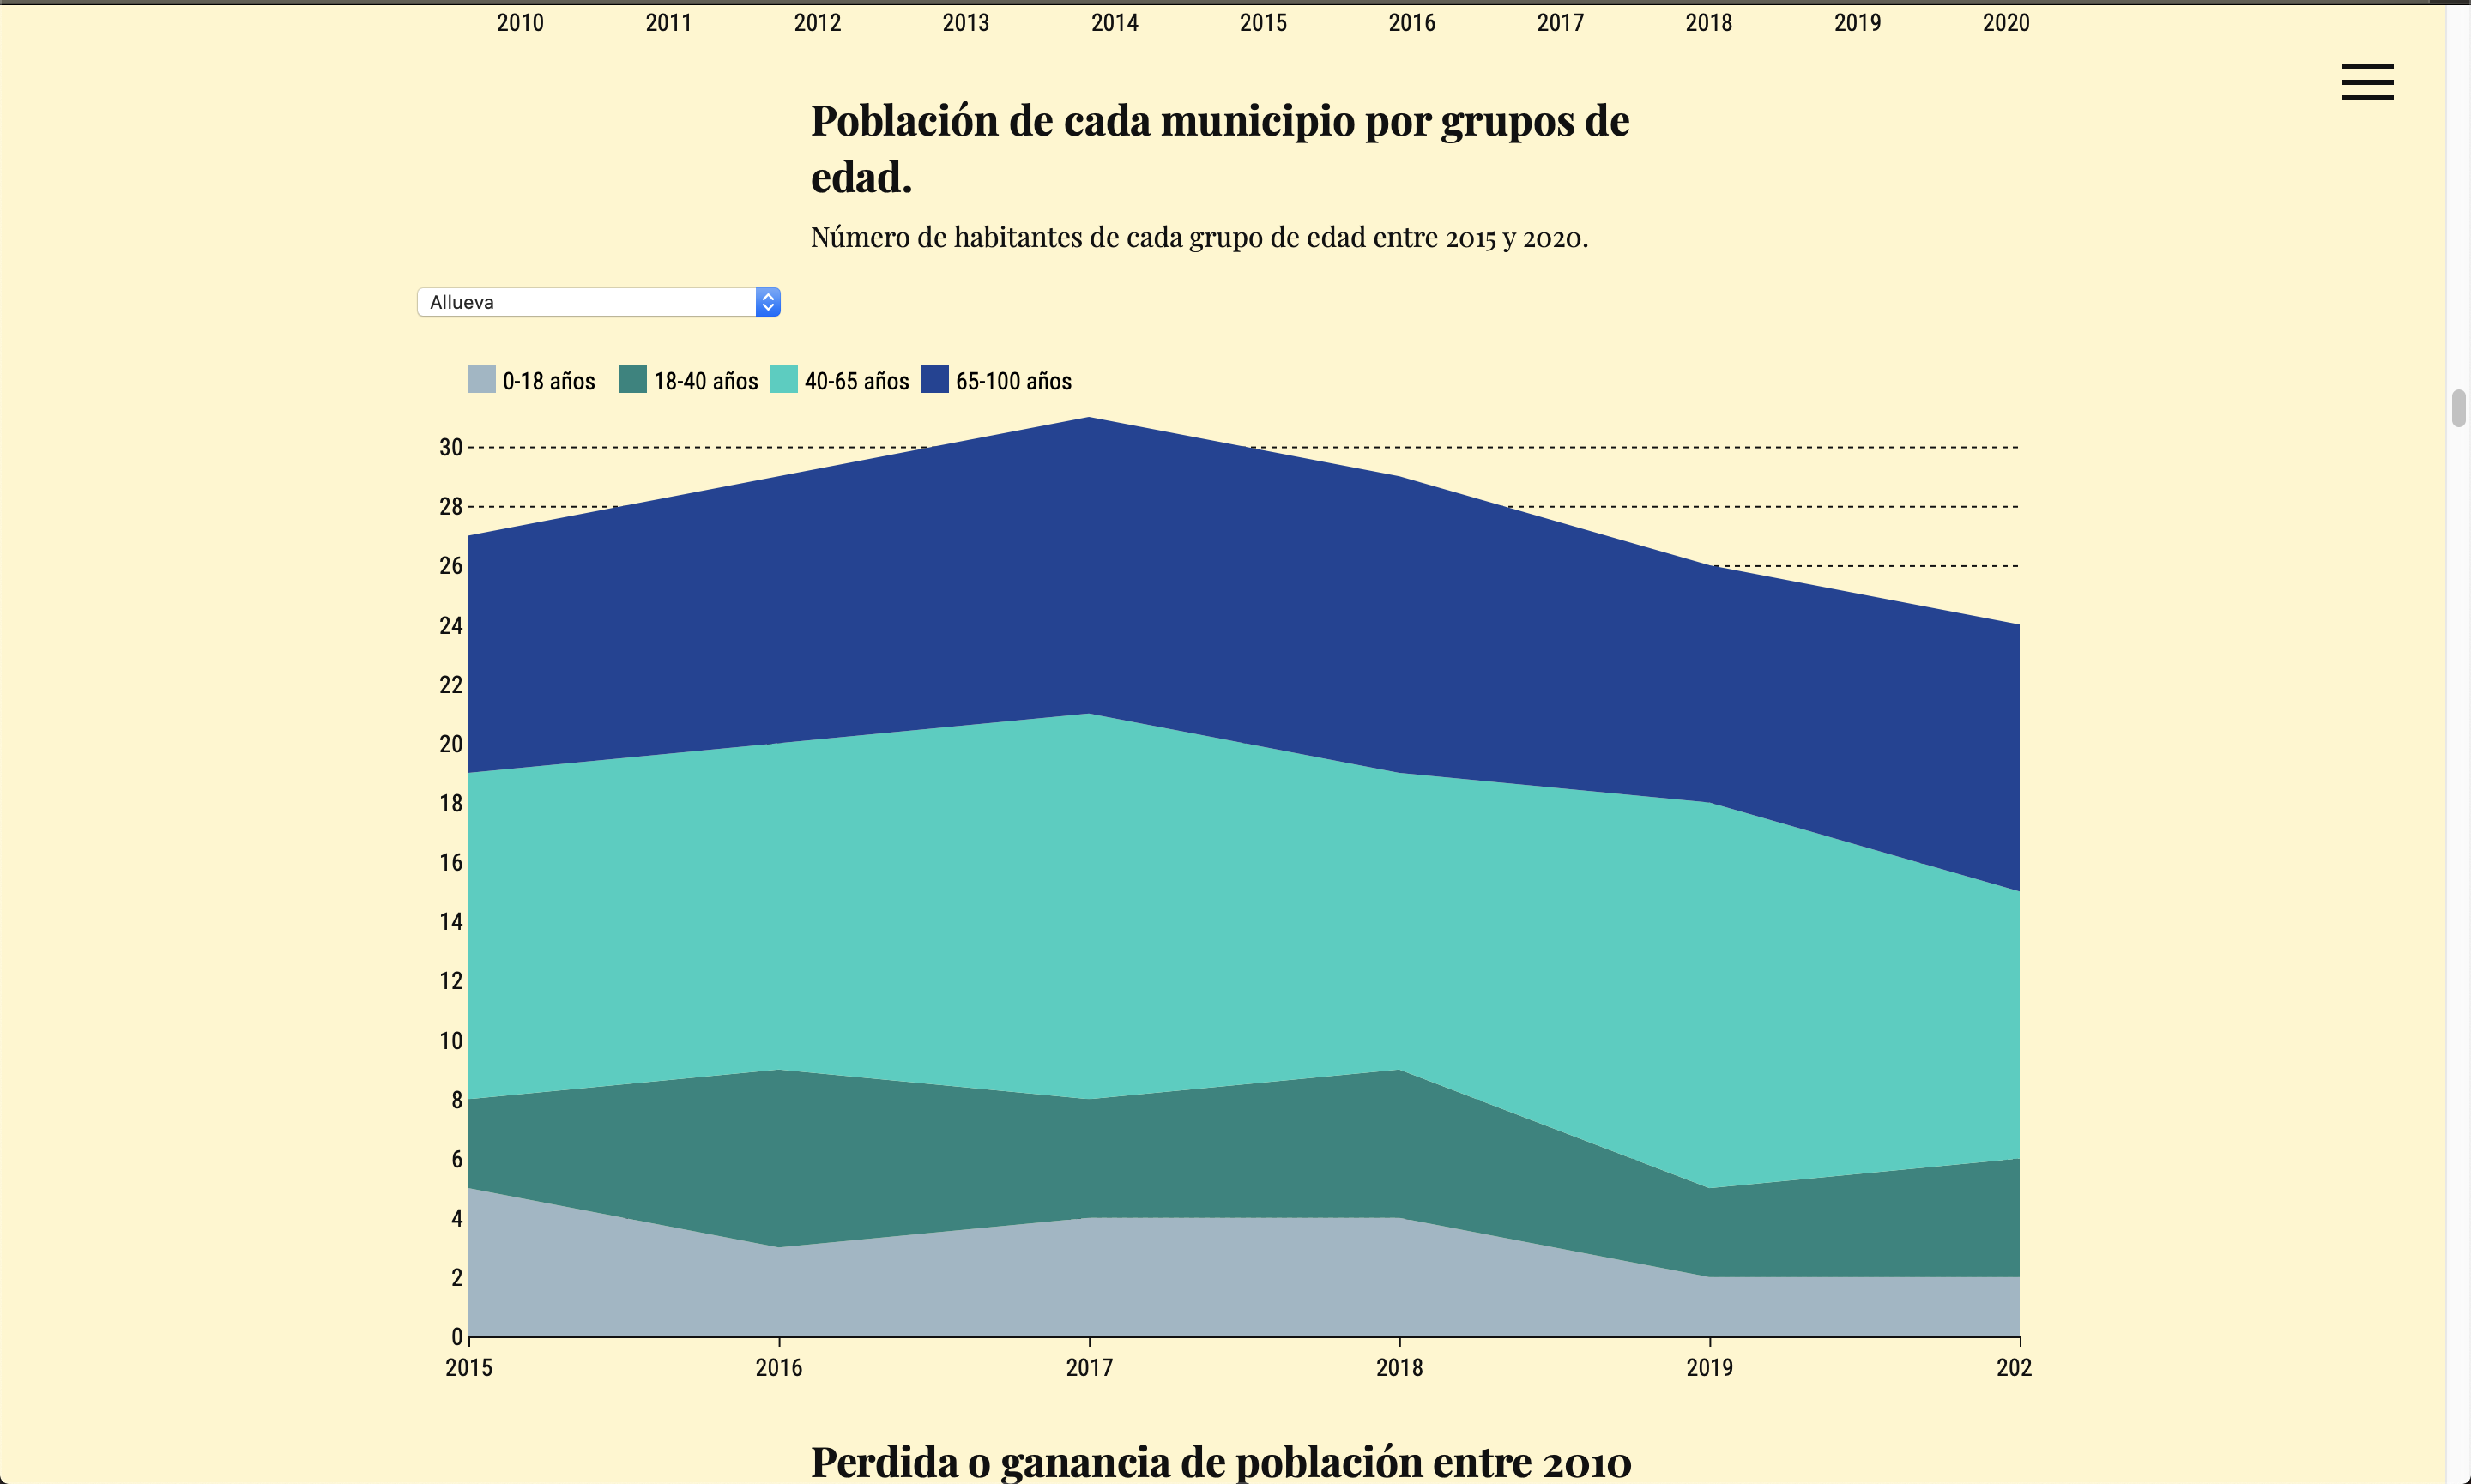 2010 2011 2012 2013 2014 2015 2016 2017 2018 2019 2020
Población de cada municipio por grupos de
edad.
Número de habitantes de cada grupo de edad entre 2015 y 2020.
Allueva
0-18 años 18-40 años 40-65 años 65-100 años
30
28
26
24
22
20
18
16
14
12
10
8
6
4
2
0
2015 2016 2017 2018 2019 202
Perdida o ganancia de población entre 2010